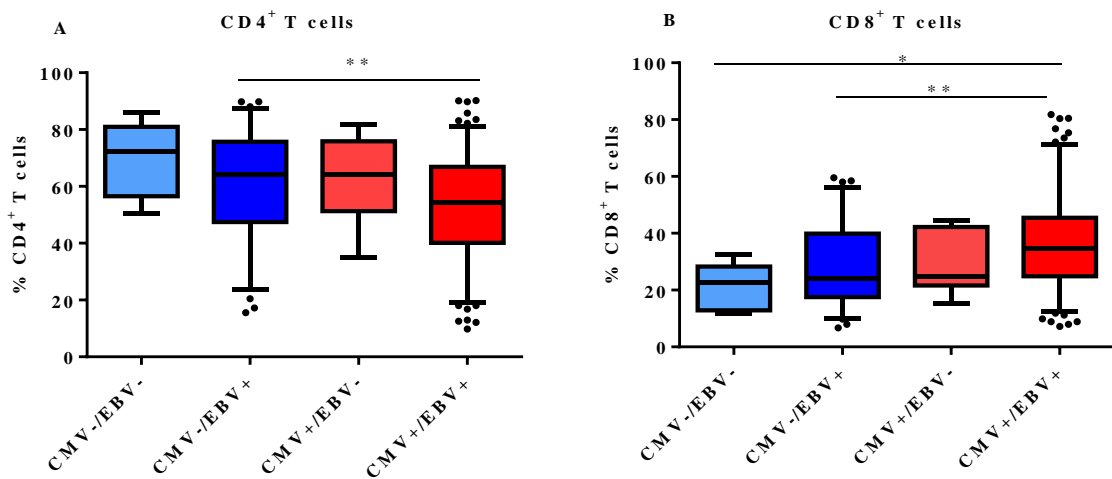 A
CD4+ T cells
**
% CD4+ T cells
100
80
60
40
20
0
CMV-/EBV-
CMV-/EBV+
CMV+/EBV-
CMV+/EBV+
B
CD8+ T cells
*
**
% CD8+ T cells
100
80
60
40
20
0
CMV-/EBV-
CMV-/EBV+
CMV+/EBV-
CMV+/EBV+